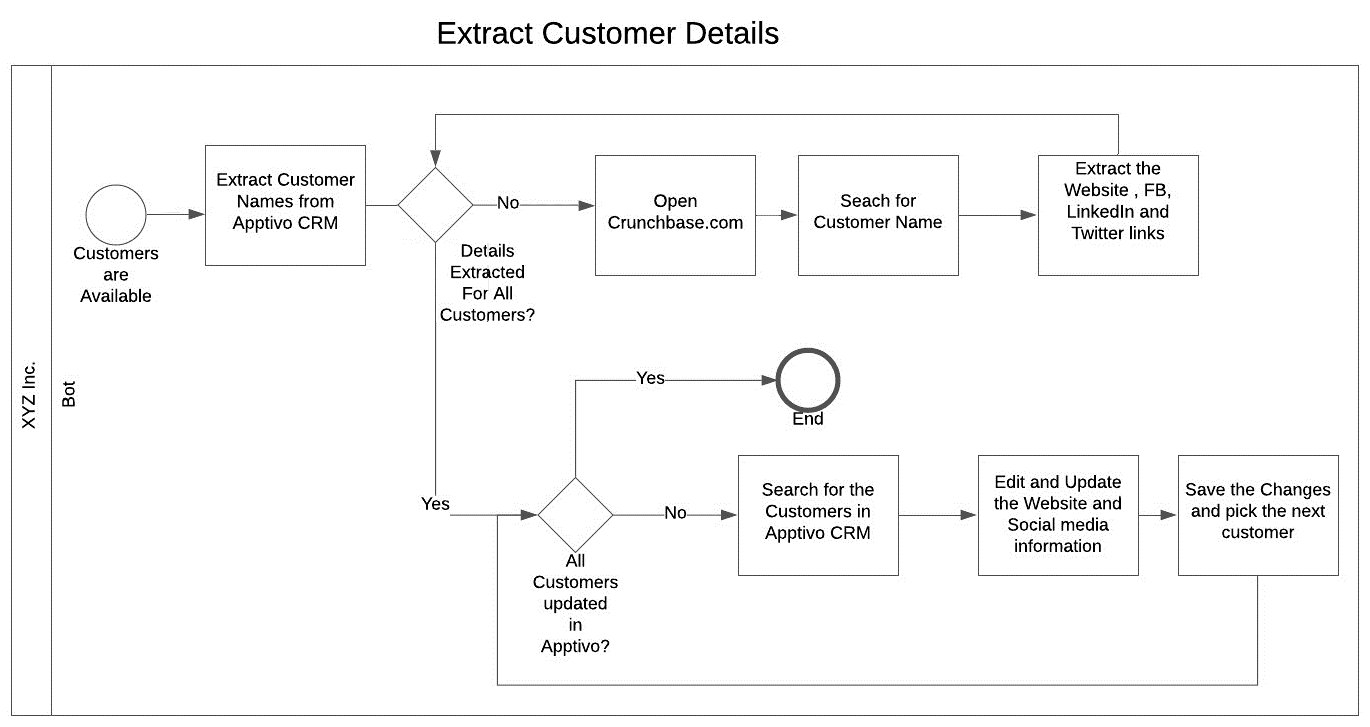 Extract Customer Details
XYZ Inc.
Bot
Customers
are
Available
Extract Customer
Names from
Apptivo CRM
Details
Extracted
For All
Customers?
No
Open
Crunchbase.com
Seach for
Customer Name
Extract the
Website , FB,
LinkedIn and
Twitter links
Yes
All
Customers
updated
in
Apptivo?
Yes
End
No
Search for the
Customers in
Apptivo CRM
Edit and Update
the Website and
Social media
information
Save the Changes
and pick the next
customer